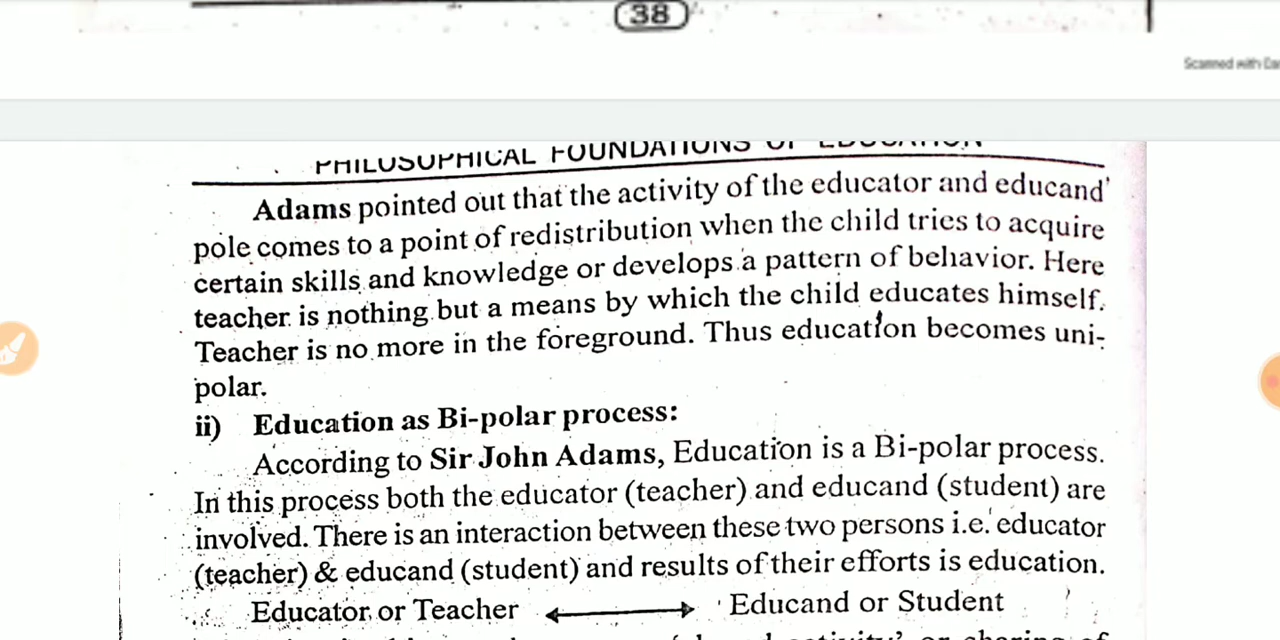 38
Scanned with
PHILOSOPHICAL FOUNDATIONS OF EDUCATION
Adams pointed out that the activity of the educator and educand'
pole comes to a point of redistribution when the child tries to acquire
certain skills and knowledge or develops a pattern of behavior. Here
teacher is nothing but a means by which the child educates himself.
Teacher is no more in the foreground. Thus education becomes uni-
polar.
ii) Education as Bi-polar process:
According to Sir John Adams, Education is a Bi-polar process.
In this process both the educator (teacher) and educand (student) are
involved. There is an interaction between these two persons i.e. educator
(teacher) & educand (student) and results of their efforts is education.
Educator or Teacher ⟷ Educand or Student